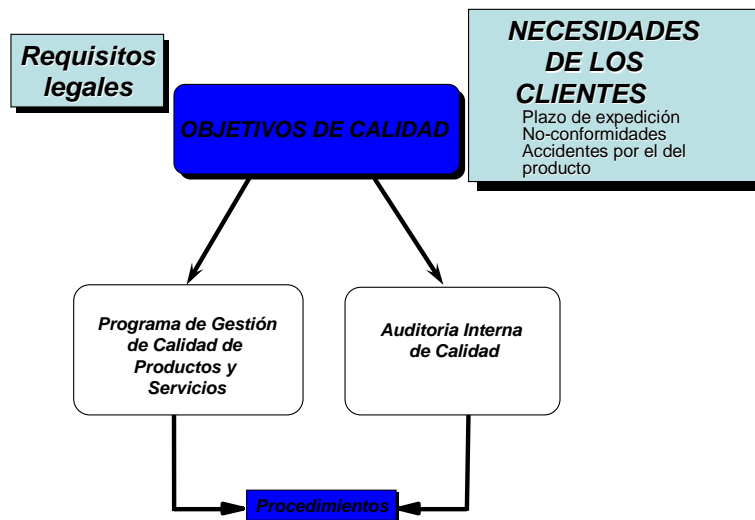 Requisitos
legales
OBJETIVOS DE CALIDAD
NECESIDADES
DE LOS
CLIENTES
Plazo de expedición
No-conformidades
Accidentes por el del
producto
Programa de Gestión
de Calidad de
Productos y
Servicios
Auditoria Interna
de Calidad
Procedimientos